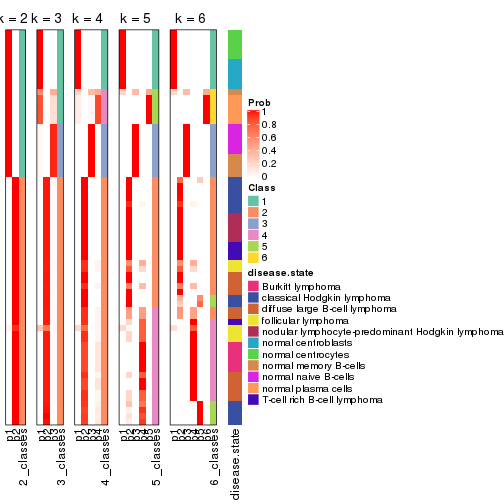 k = 2
k = 3
k = 4
k = 5
k = 6
Prob
1
0.8
0.6
0.4
0.2
0
Class
1
2
3
4
5
6
disease.state
Burkitt lymphoma
classical Hodgkin lymphoma
diffuse large B-cell lymphoma
follicular lymphoma
nodular lymphocyte-predominant Hodgkin lymphoma
normal centroblasts
normal centrocytes
normal memory B-cells
normal naive B-cells
normal plasma cells
T-cell rich B-cell lymphoma
p1
p2
2_classes
p1
p2
p3
3_classes
p1
p2
p3
p4
4_classes
p1
p2
p3
p4
p5
5_classes
p1
p2
p3
p4
p5
p6
6_classes
disease.state